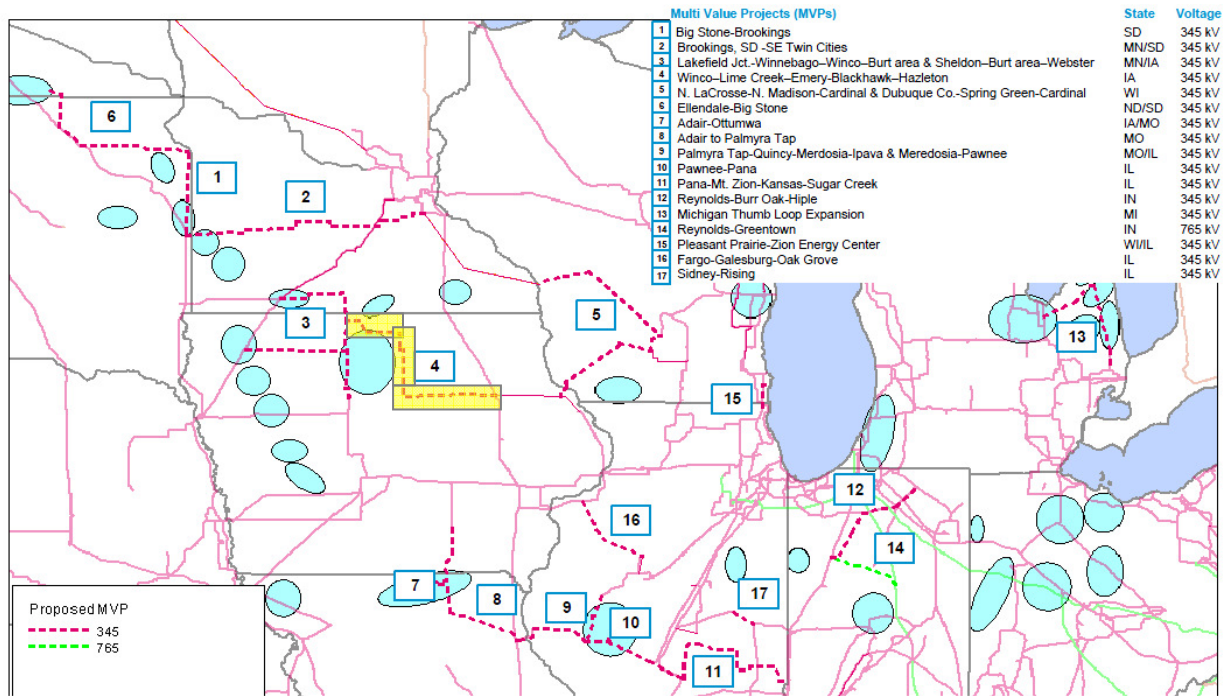 Multi Value Projects (MVPs) State Voltage
1 Big Stone-Brookings SD 345 kV
2 Brookings, SD -SE Twin Cities MN/SD 345 kV
3 Lakefield Jct.-Winnebago–Winco–Burt area & Sheldon–Burt area–Webster MN/IA 345 kV
4 Winco–Lime Creek–Emery-Blackhawk–Hazleton IA 345 kV
5 N. LaCrosse-N. Madison-Cardinal & Dubuque Co.-Spring Green-Cardinal WI 345 kV
6 Ellendale-Big Stone ND/SD 345 kV
7 Adair-Ottumwa IA/MO 345 kV
8 Adair to Palmyra Tap MO 345 kV
9 Palmyra Tap-Quincy-Merdosia-Ipava & Meredosia-Pawnee MO/IL 345 kV
10 Pawnee-Pana IL 345 kV
11 Pana-Mt. Zion-Kansas-Sugar Creek IL 345 kV
12 Reynolds-Burr Oak-Hiple IN 345 kV
13 Michigan Thumb Loop Expansion MI 345 kV
14 Reynolds-Greentown IN 765 kV
15 Pleasant Prairie-Zion Energy Center WI/IL 345 kV
16 Fargo-Galesburg-Oak Grove IL 345 kV
17 Sidney-Rising IL 345 kV
6
1
2
5
3
13
4
15
12
16
14
7
17
8
9
10
11
Proposed MVP
345
765